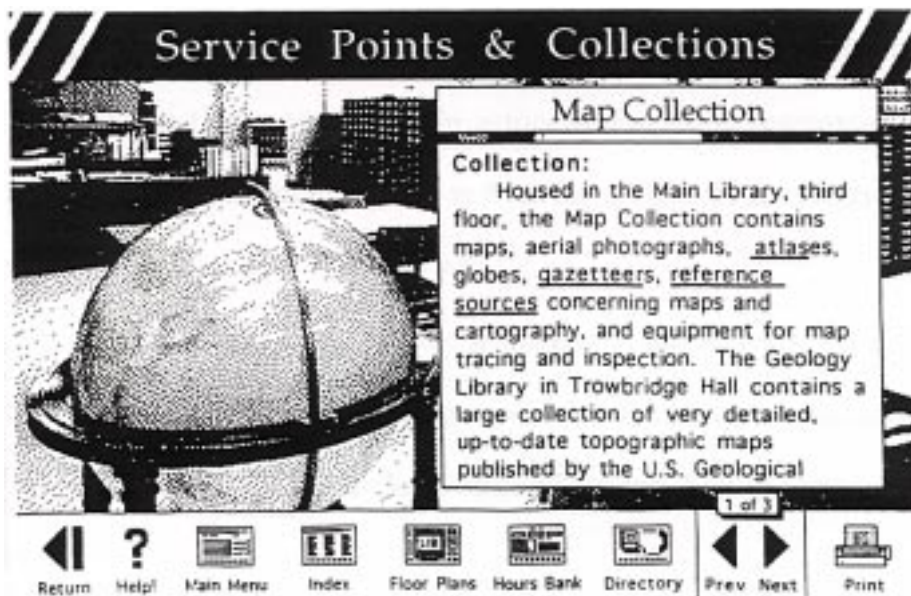 Service Points & Collections
Map Collection
Collection:
Housed in the Main Library, third
floor, the Map Collection contains
maps, aerial photographs, atlases,
globes, gazetteers, reference
sources concerning maps and
cartography, and equipment for map
tracing and inspection. The Geology
Library in Trowbridge Hall contains a
large collection of very detailed,
up-to-date topographic maps
published by the U.S. Geological
1 of 3
Return Help! Main Menu Index Floor Plans Hours Bank Directory Prev Next Print